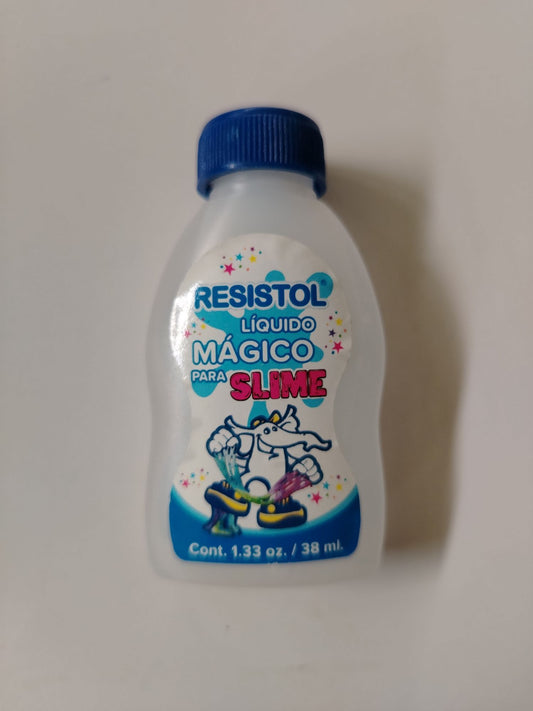 RESISTOL®
LÍQUIDO
MÁGICO
PARA SLIME
Cont. 1.33 oz. / 38 ml.